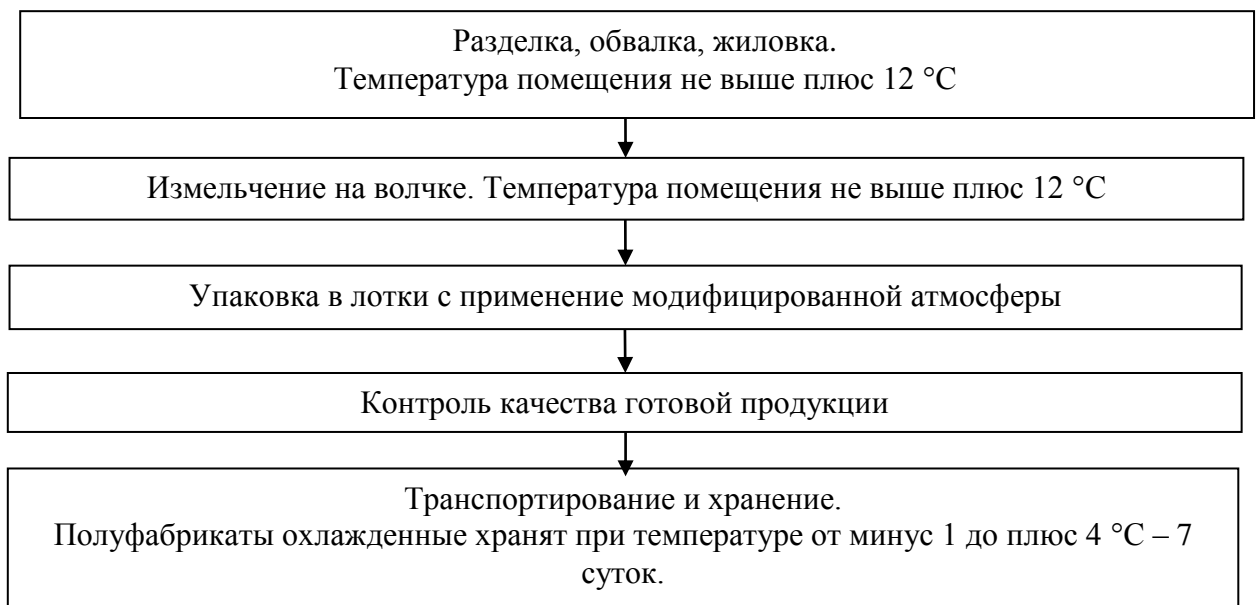 Разделка, обвалка, жиловка.
Температура помещения не выше плюс 12 °С
Измельчение на волчке. Температура помещения не выше плюс 12 °С
Упаковка в лотки с применение модифицированной атмосферы
Контроль качества готовой продукции
Транспортирование и хранение.
Полуфабрикаты охлажденные хранят при температуре от минус 1 до плюс 4 °С – 7
суток.